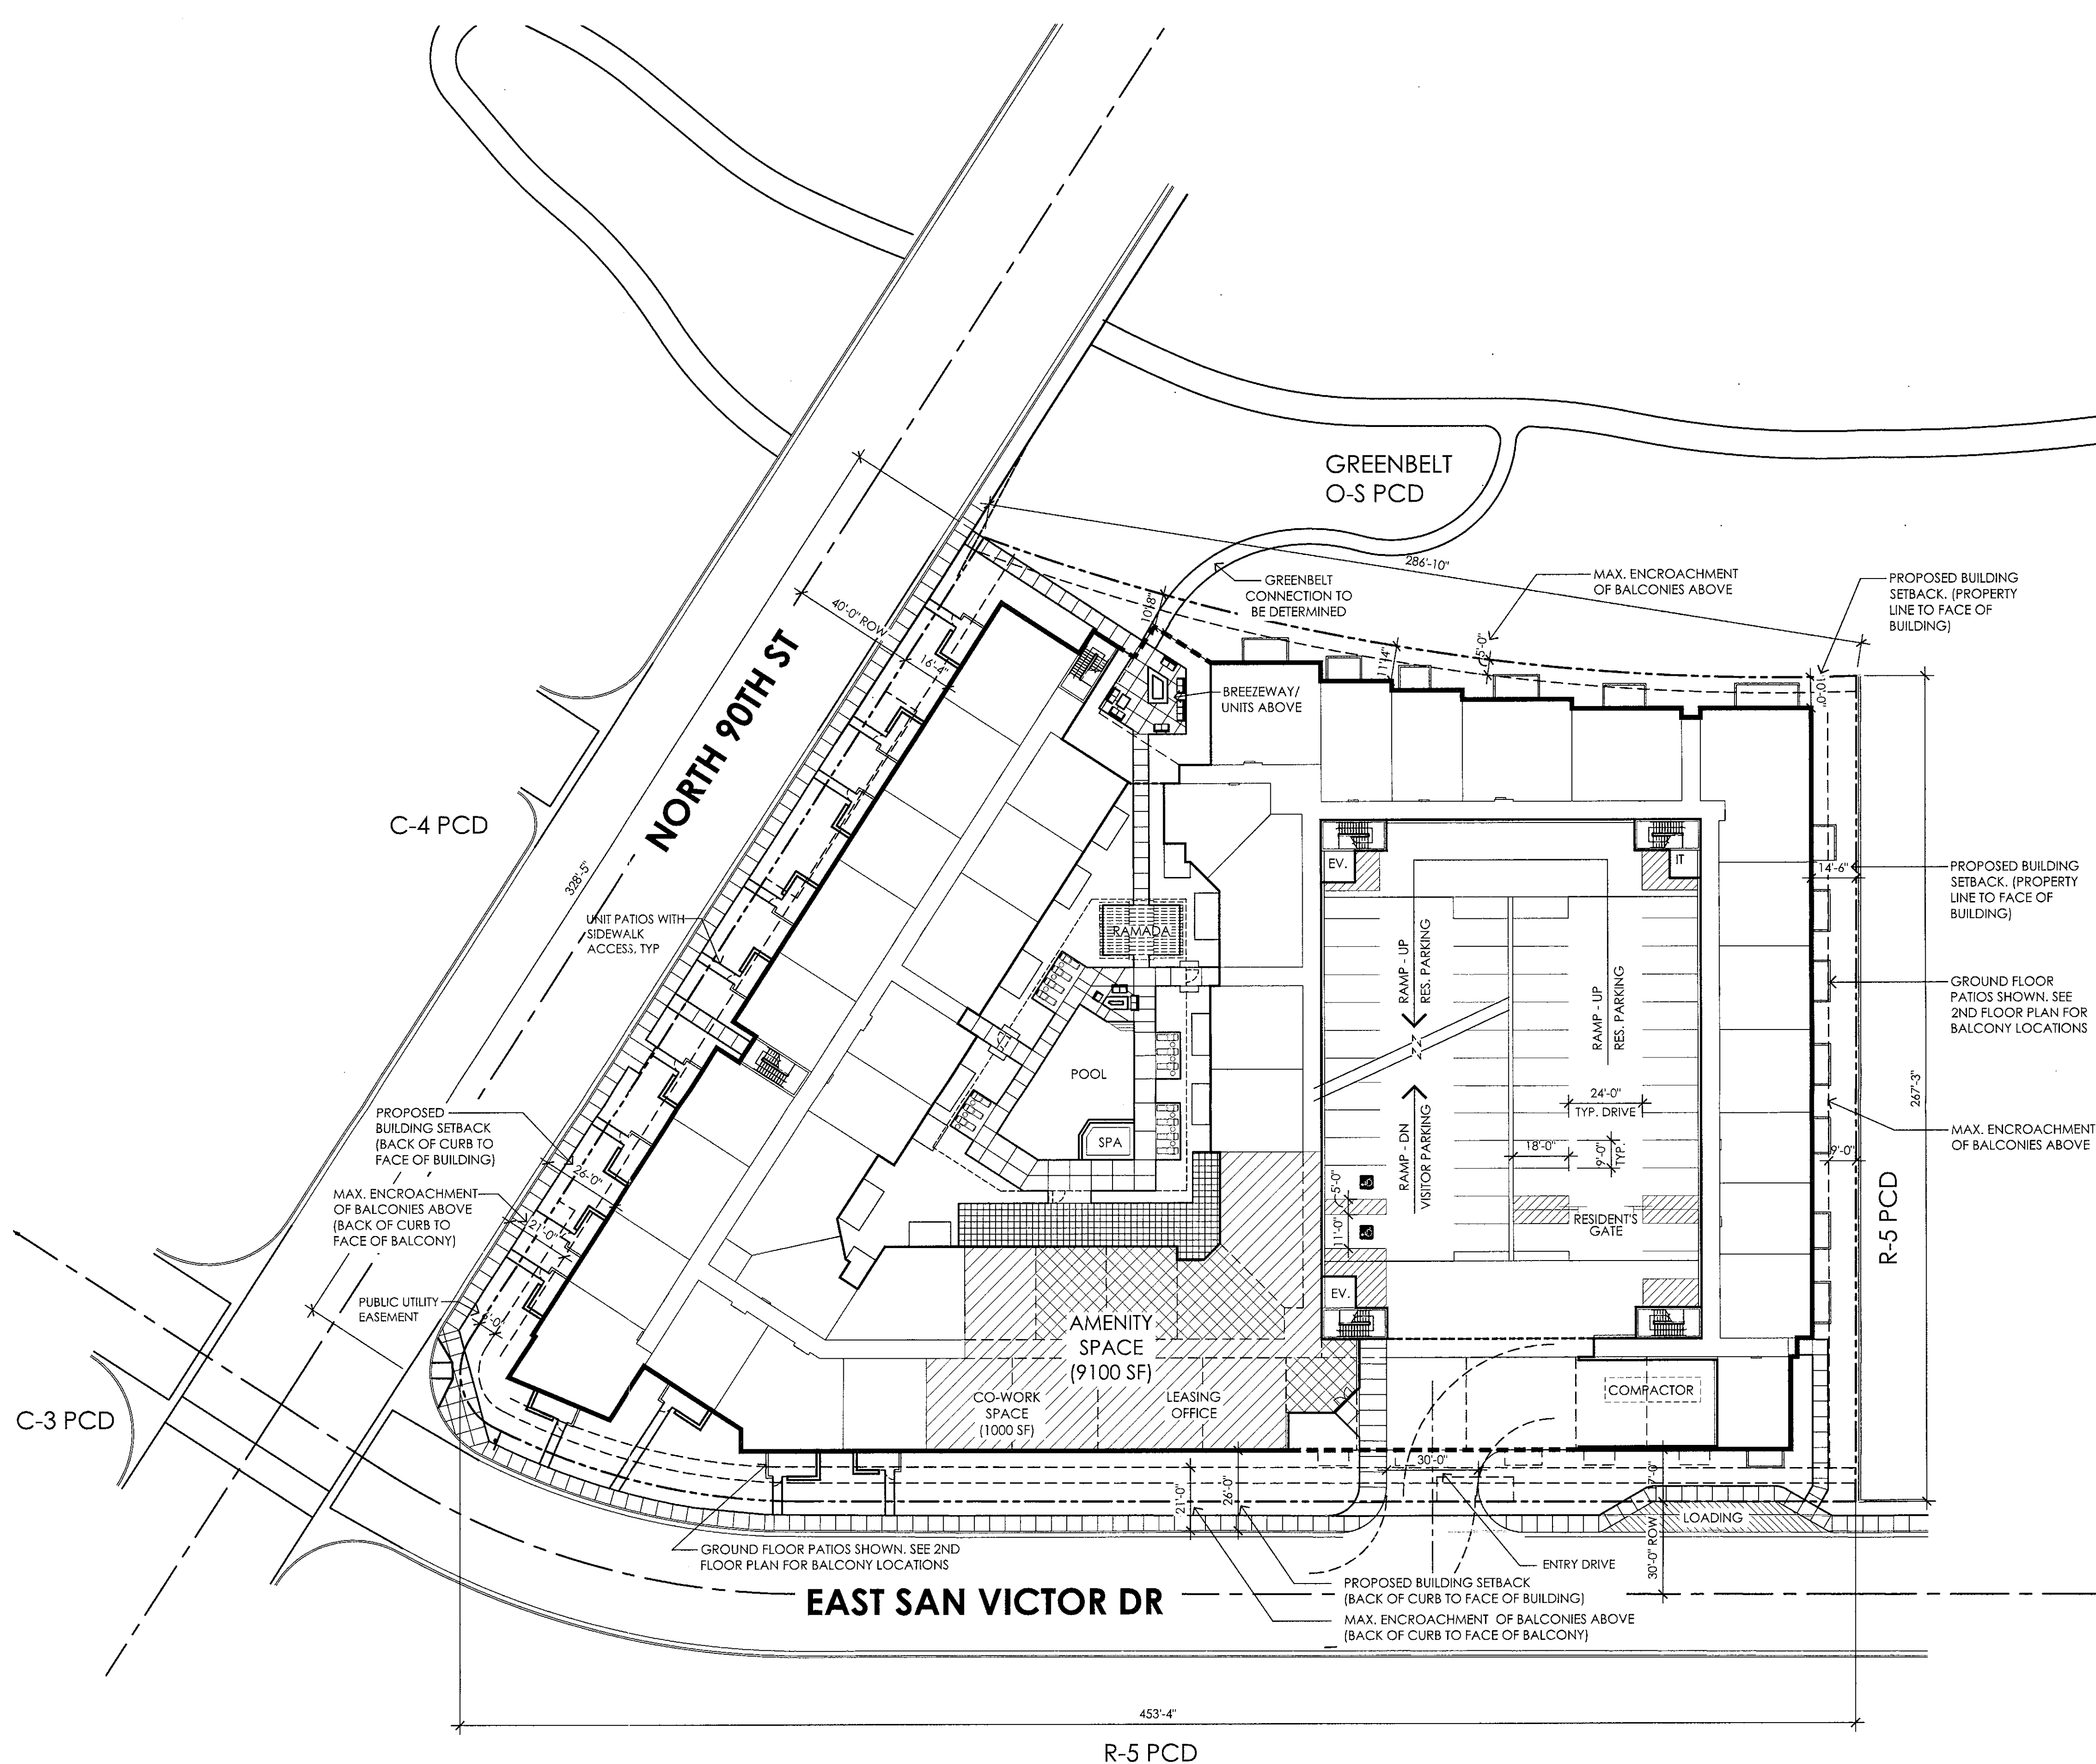 GREENBELT
O-S PCD
286'-10"
GREENBELT
CONNECTION TO
BE DETERMINED
MAX. ENCROACHMENT
OF BALCONIES ABOVE
PROPOSED BUILDING
SETBACK. (PROPERTY
LINE TO FACE OF
BUILDING)
40'-0" ROW
16'-4"
11'14"
5'-0"
10'-0"
NORTH 90TH ST
BREEZEWAY/
UNITS ABOVE
C-4 PCD
328'-5"
EV.
IT
14'-6"
PROPOSED BUILDING
SETBACK. (PROPERTY
LINE TO FACE OF
BUILDING)
UNIT PATIOS WITH
SIDEWALK
ACCESS, TYP
RAMADA
RAMP - UP
RES. PARKING
RAMP - UP
RES. PARKING
GROUND FLOOR
PATIOS SHOWN. SEE
2ND FLOOR PLAN FOR
BALCONY LOCATIONS
POOL
SPA
24'-0"
TYP. DRIVE
18'-0"
9'-0"
TYP.
RAMP - DN
VISITOR PARKING
267'-3"
MAX. ENCROACHMENT
OF BALCONIES ABOVE
9'-0"
PROPOSED
BUILDING SETBACK
(BACK OF CURB TO
FACE OF BUILDING)
26'-0"
MAX. ENCROACHMENT
OF BALCONIES ABOVE
(BACK OF CURB TO
FACE OF BALCONY)
21'-0"
5'-0"
11'-0"
RESIDENT'S
GATE
R-5 PCD
PUBLIC UTILITY
EASEMENT
EV.
AMENITY
SPACE
(9100 SF)
CO-WORK
SPACE
(1000 SF)
LEASING
OFFICE
COMPACTOR
C-3 PCD
30'-0"
21'-0"
26'-0"
7'-0"
30'-0" ROW
LOADING
GROUND FLOOR PATIOS SHOWN. SEE 2ND
FLOOR PLAN FOR BALCONY LOCATIONS
ENTRY DRIVE
EAST SAN VICTOR DR
PROPOSED BUILDING SETBACK
(BACK OF CURB TO FACE OF BUILDING)
MAX. ENCROACHMENT OF BALCONIES ABOVE
(BACK OF CURB TO FACE OF BALCONY)
453'-4"
R-5 PCD